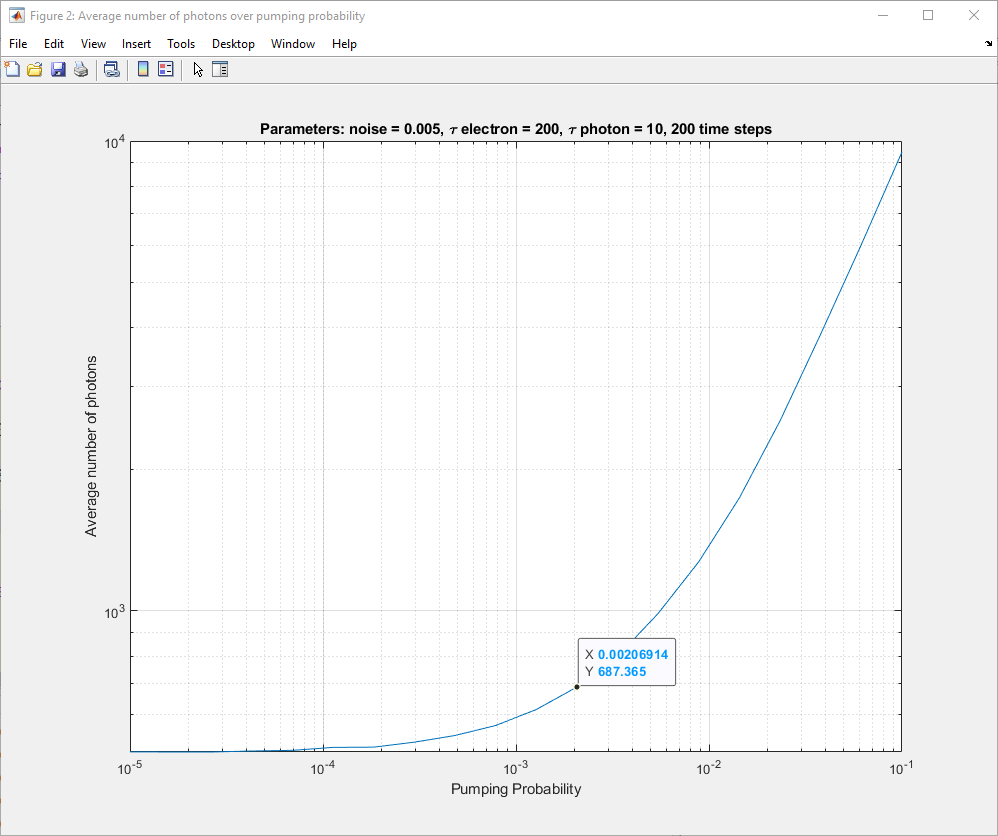 Figure 2: Average number of photons over pumping probability
File Edit View Insert Tools Desktop Window Help
Parameters: noise = 0.005, τ electron = 200, τ photon = 10, 200 time steps
10^4
Average number of photons
10^3
X 0.00206914
Y 687.365
10^-5 10^-4 10^-3 10^-2 10^-1
Pumping Probability